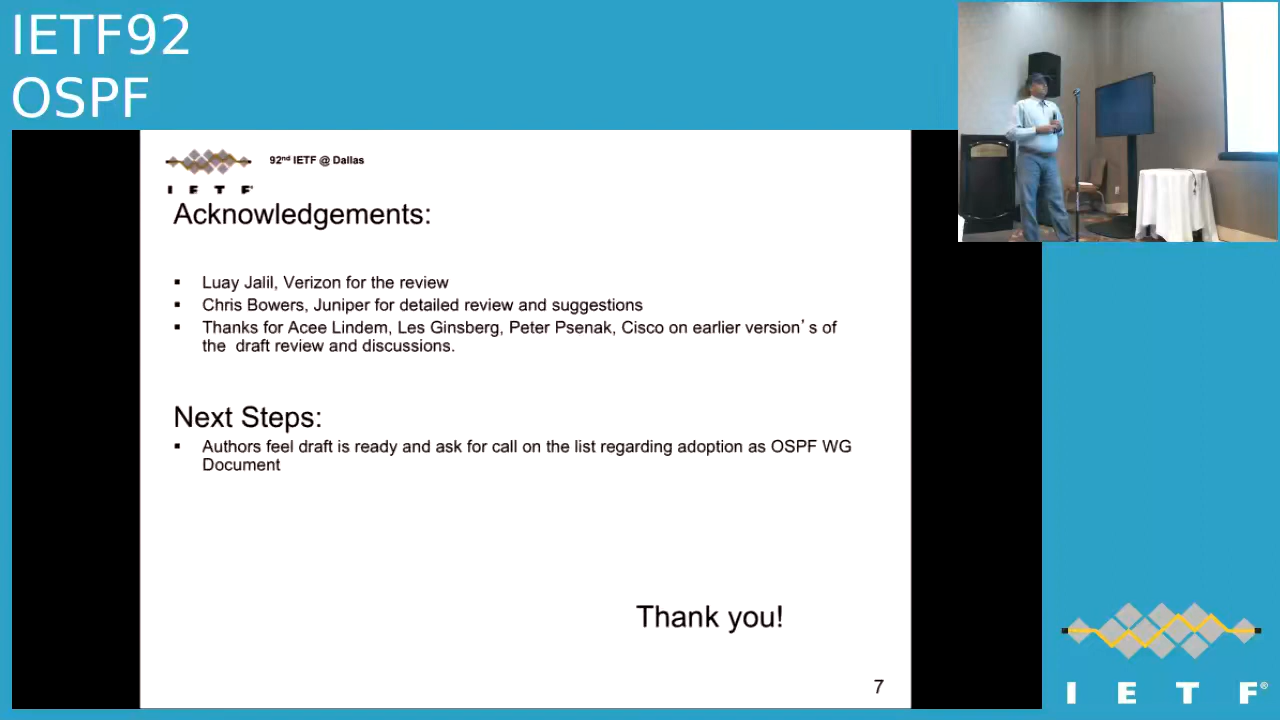 IETF92
OSPF
92nd IETF @ Dallas
I E T F
Acknowledgements:
▪ Luay Jalil, Verizon for the review
▪ Chris Bowers, Juniper for detailed review and suggestions
▪ Thanks for Acee Lindem, Les Ginsberg, Peter Psenak, Cisco on earlier version's of
the draft review and discussions.
Next Steps:
▪ Authors feel draft is ready and ask for call on the list regarding adoption as OSPF WG
Document
Thank you!
7
I E T F®